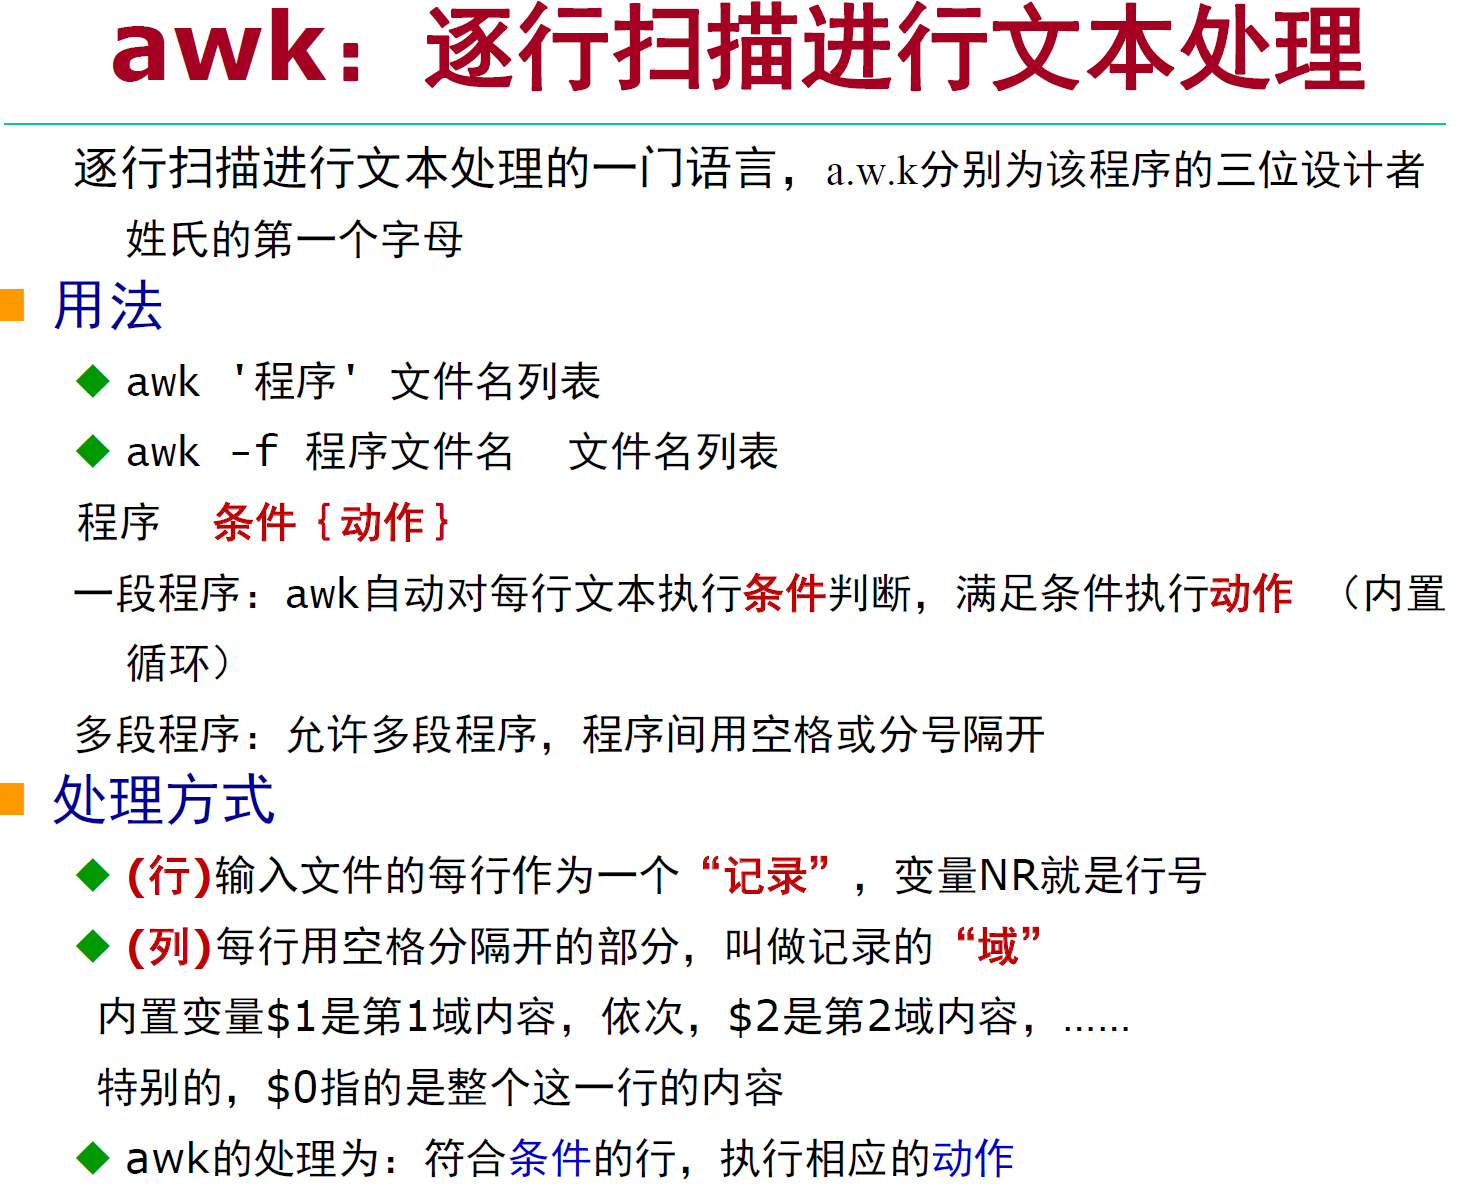 awk：逐行扫描进行文本处理
逐行扫描进行文本处理的一门语言，a.w.k分别为该程序的三位设计者
姓氏的第一个字母
用法
awk '程序' 文件名列表
awk -f 程序文件名 文件名列表
程序 条件{动作}
一段程序：awk自动对每行文本执行条件判断，满足条件执行动作 （内置
循环）
多段程序：允许多段程序，程序间用空格或分号隔开
处理方式
(行)输入文件的每行作为一个“记录”，变量NR就是行号
(列)每行用空格分隔开的部分，叫做记录的“域”
内置变量$1是第1域内容，依次，$2是第2域内容，……
特别的，$0指的是整个这一行的内容
awk的处理为：符合条件的行，执行相应的动作